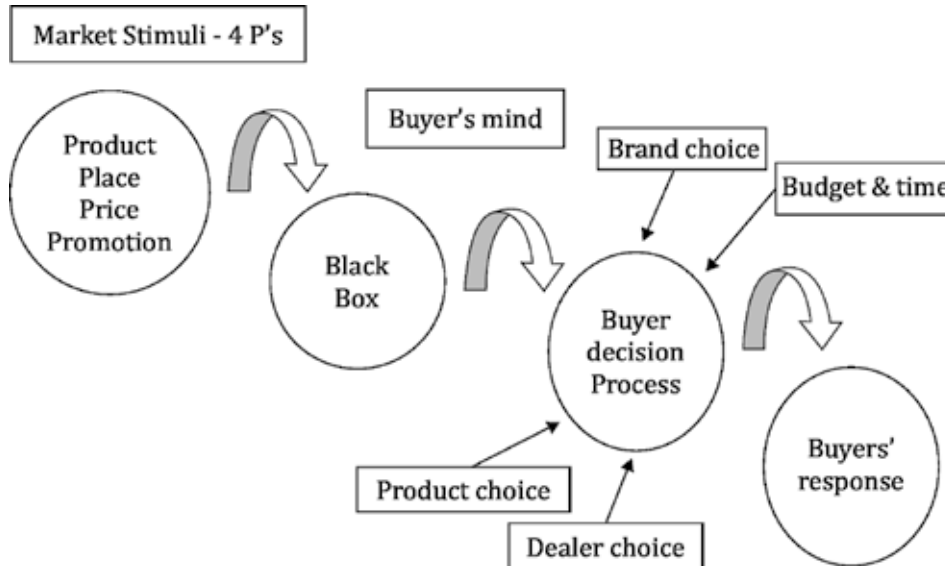 Market Stimuli - 4 P's
Product
Place
Price
Promotion
Buyer's mind
Black
Box
Brand choice
Budget & time
Buyer
decision
Process
Product choice
Dealer choice
Buyers'
response